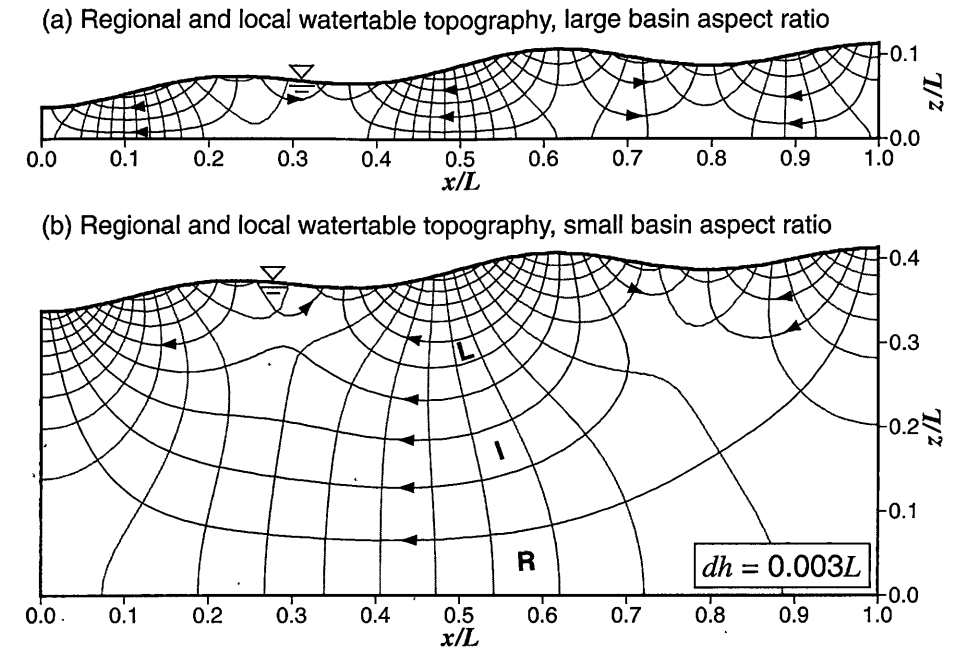 (a) Regional and local watertable topography, large basin aspect ratio
0.1
z/L
0.0
0.0 0.1 0.2 0.3 0.4 0.5 0.6 0.7 0.8 0.9 1.0
x/L
(b) Regional and local watertable topography, small basin aspect ratio
0.4
L
0.3
z/L
0.2
I
0.1
R
dh = 0.003L
0.0
0.0 0.1 0.2 0.3 0.4 0.5 0.6 0.7 0.8 0.9 1.0
x/L